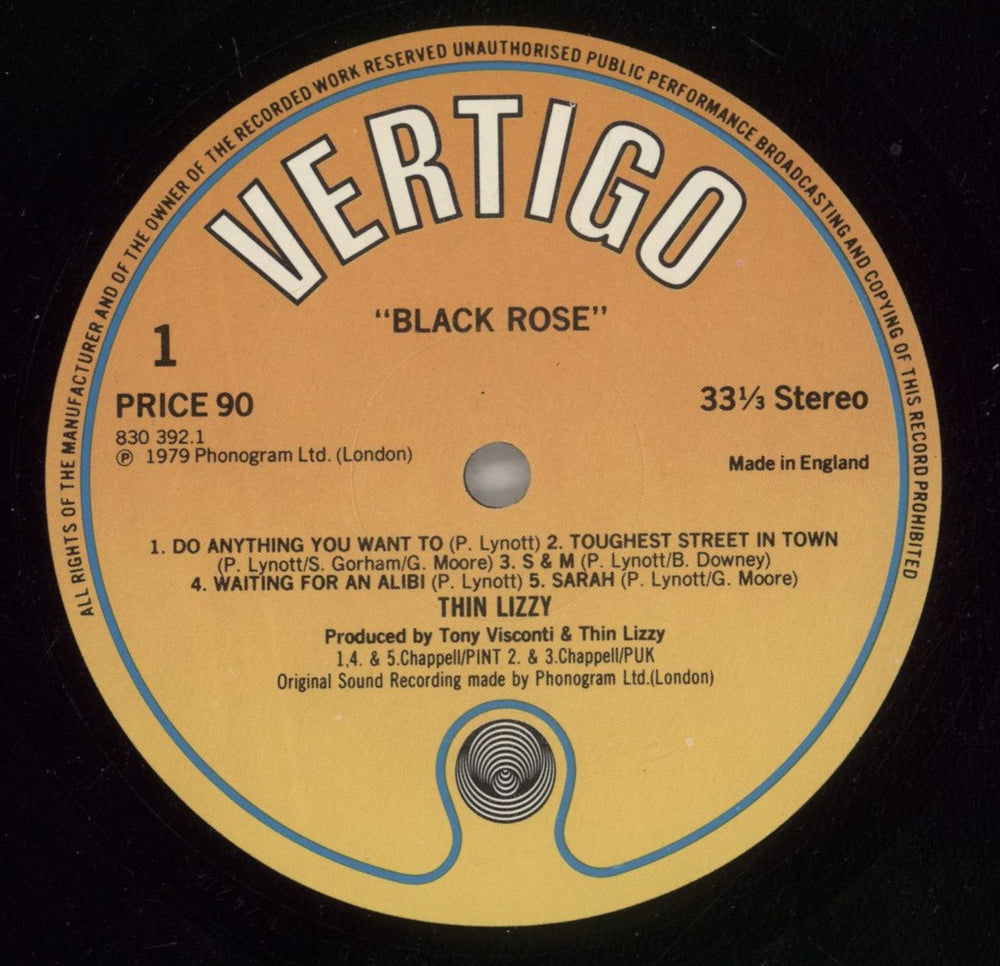 ALL RIGHTS OF THE MANUFACTURER AND OF THE OWNER OF THE RECORDED WORK RESERVED UNAUTHORISED PUBLIC PERFORMANCE BROADCASTING AND COPYING OF THIS RECORD PROHIBITED
VERTIGO
“BLACK ROSE”
1
PRICE 90
33⅓ Stereo
830 392.1
℗ 1979 Phonogram Ltd. (London)
Made in England
1. DO ANYTHING YOU WANT TO (P. Lynott) 2. TOUGHEST STREET IN TOWN
(P. Lynott/S. Gorham/G. Moore) 3. S & M (P. Lynott/B. Downey)
4. WAITING FOR AN ALIBI (P. Lynott) 5. SARAH (P. Lynott/G. Moore)
THIN LIZZY
Produced by Tony Visconti & Thin Lizzy
1,4. & 5.Chappell/PINT 2. & 3.Chappell/PUK
Original Sound Recording made by Phonogram Ltd.(London)